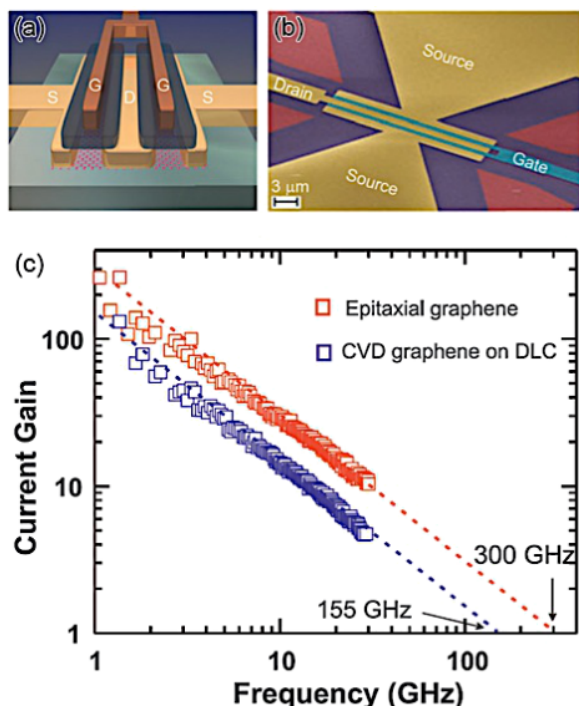 (a)
G
G
S
D
S
(b)
Source
Drain
Gate
Source
3 μm
(c)
Epitaxial graphene
CVD graphene on DLC
Current Gain
100
10
1
300 GHz
155 GHz
1
10
100
Frequency (GHz)